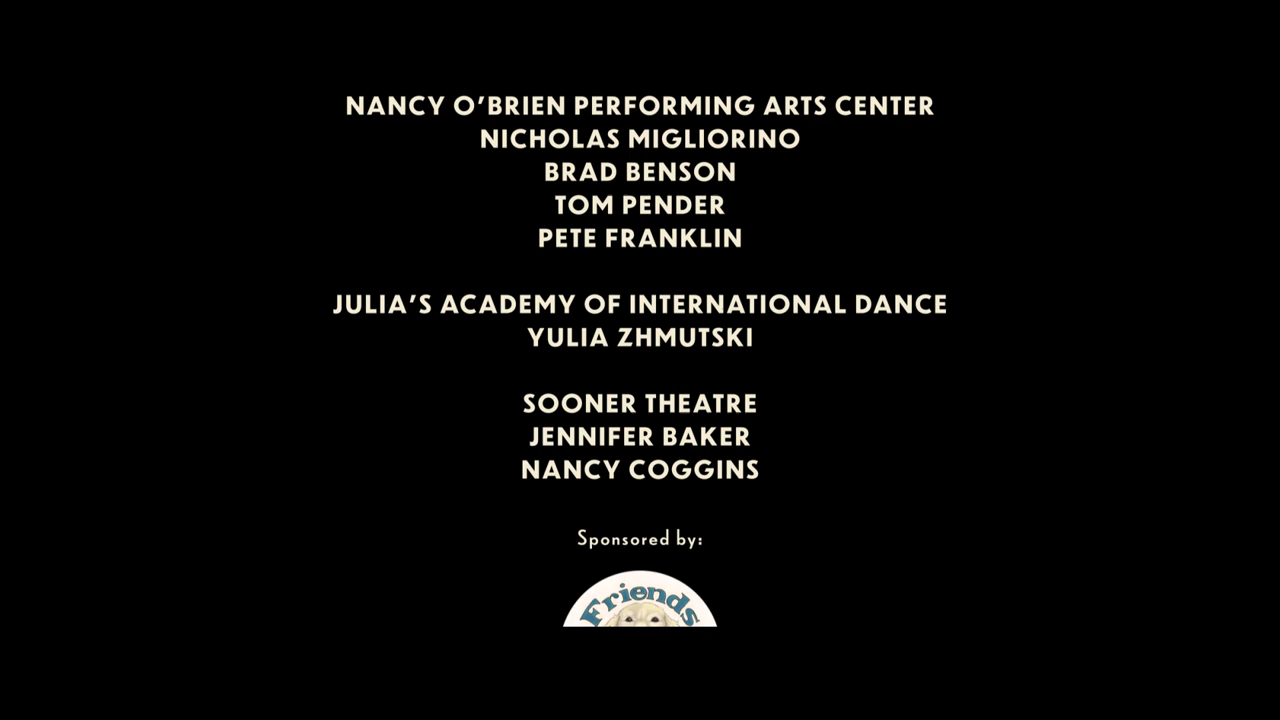 NANCY O’BRIEN PERFORMING ARTS CENTER
NICHOLAS MIGLIORINO
BRAD BENSON
TOM PENDER
PETE FRANKLIN
JULIA’S ACADEMY OF INTERNATIONAL DANCE
YULIA ZHMUTSKI
SOONER THEATRE
JENNIFER BAKER
NANCY COGGINS
Sponsored by:
Friends